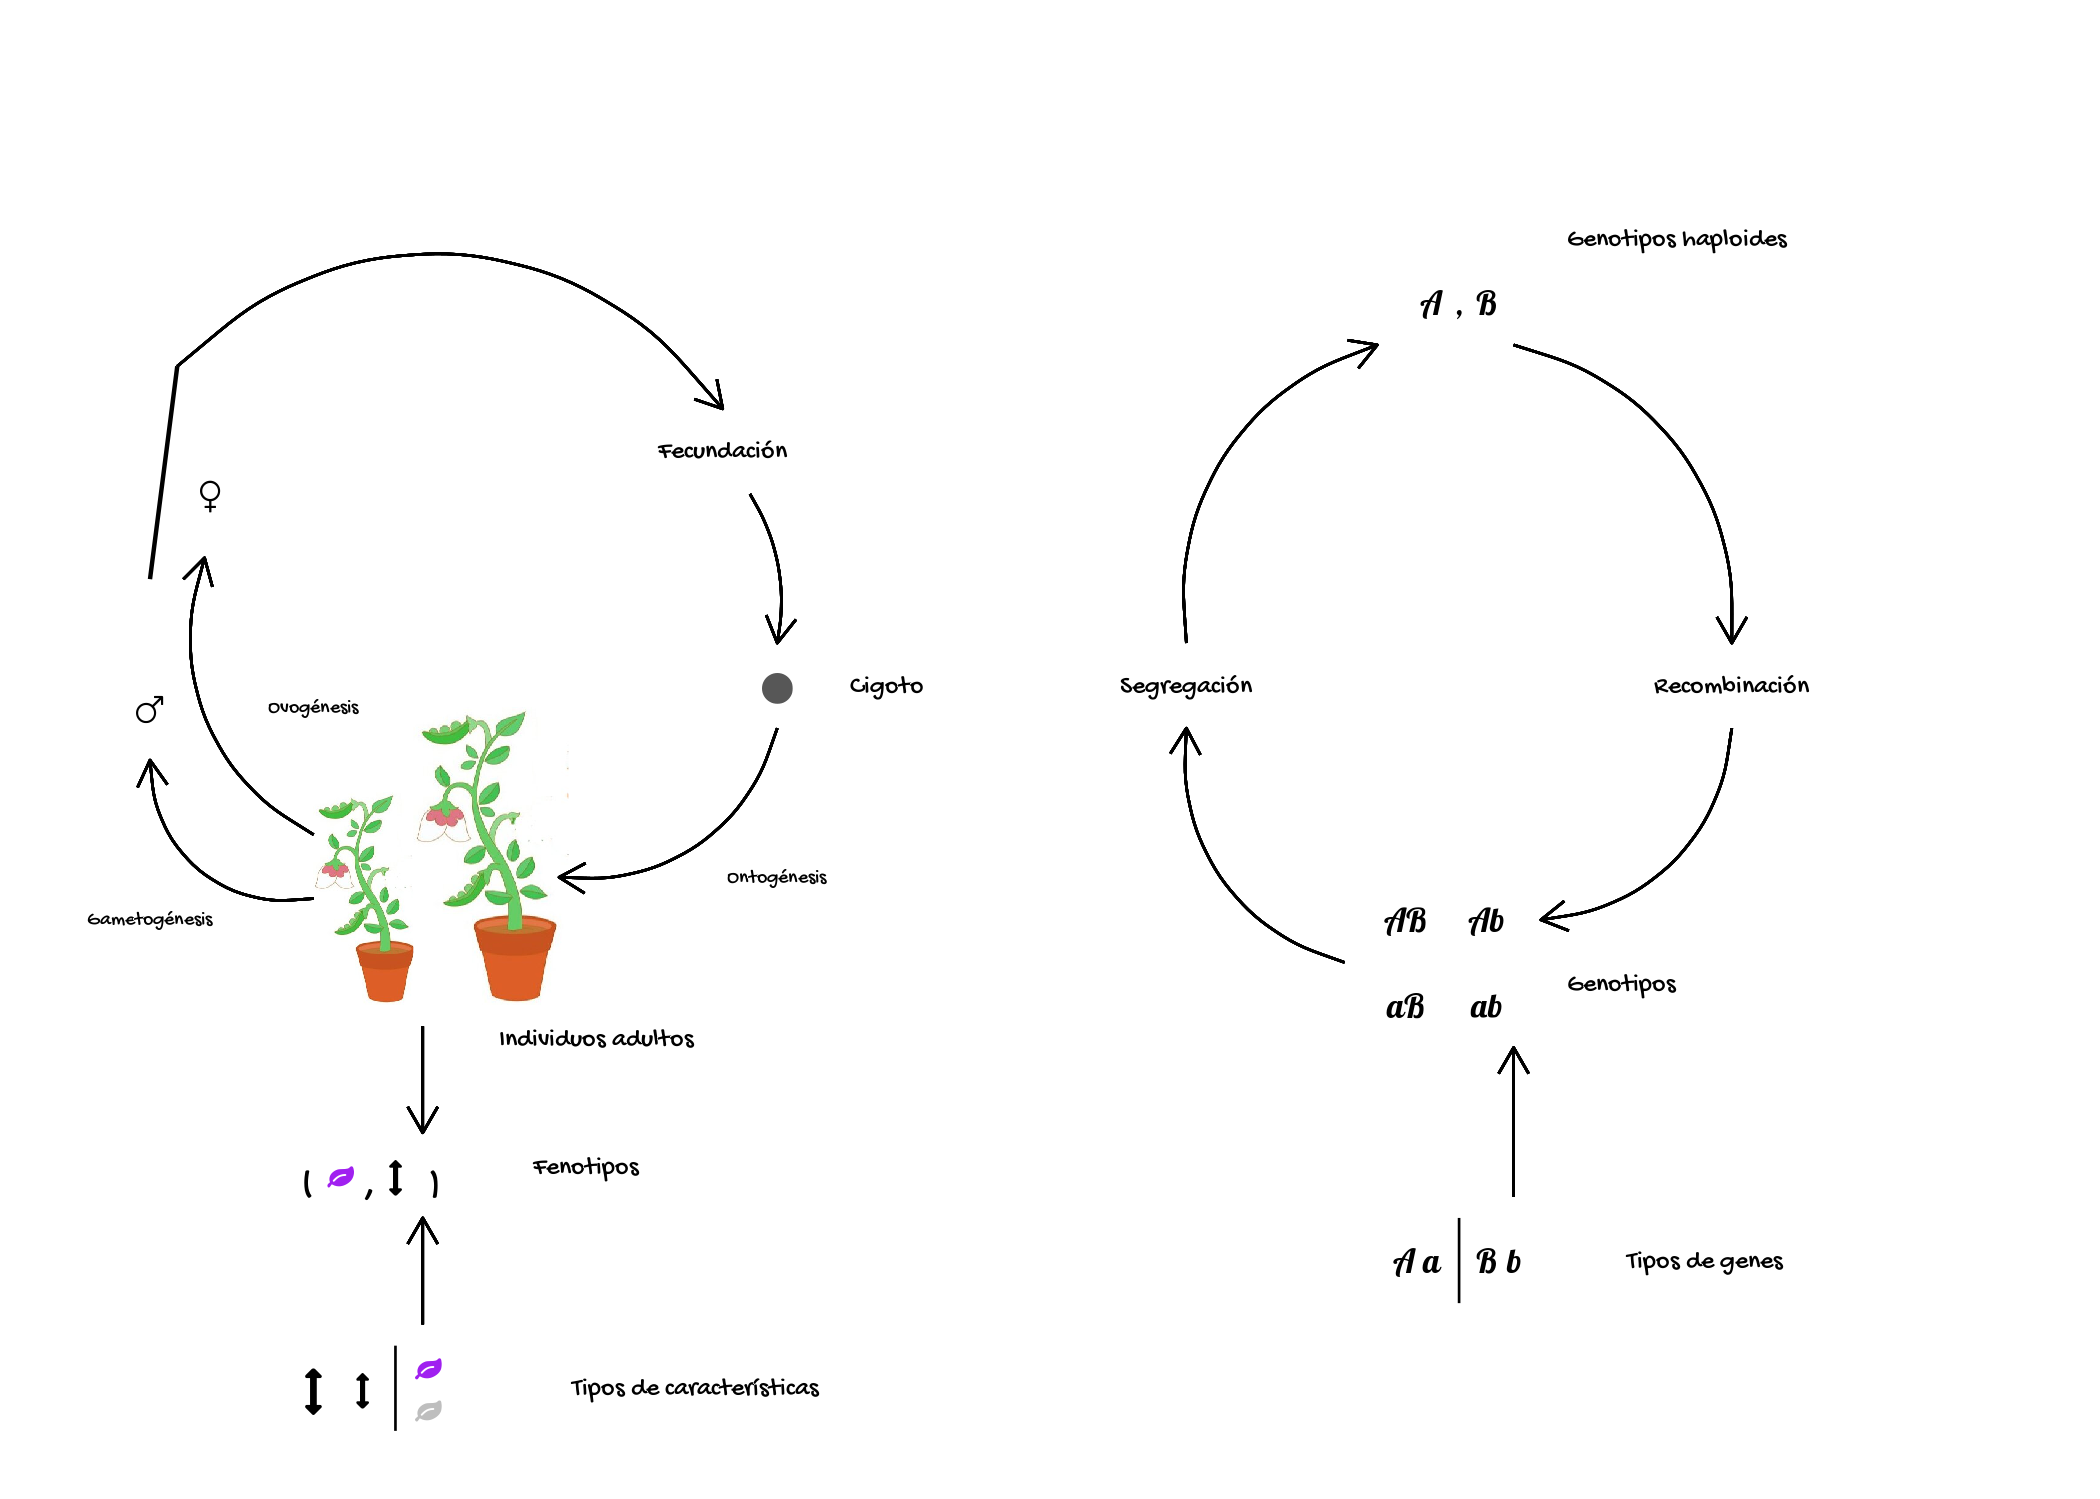 Fecundación
♀
Cigoto
♂
Ovogénesis
Ontogénesis
Gametogénesis
Individuos adultos
( , )
Fenotipos
Tipos de características
Genotipos haploides
A , B
Segregación
Recombinación
AB Ab
Genotipos
aB ab
A a | B b
Tipos de genes